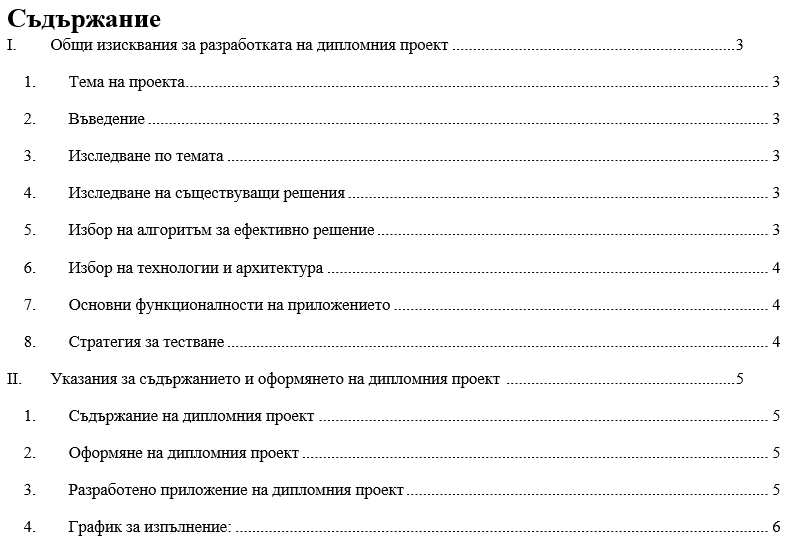 Съдържание
I. Общи изисквания за разработката на дипломния проект 3
1. Тема на проекта 3
2. Въведение 3
3. Изследване по темата 3
4. Изследване на съществуващи решения 3
5. Избор на алгоритъм за ефективно решение 3
6. Избор на технологии и архитектура 4
7. Основни функционалности на приложението 4
8. Стратегия за тестване 4
II. Указания за съдържанието и оформянето на дипломния проект 5
1. Съдържание на дипломния проект 5
2. Оформяне на дипломния проект 5
3. Разработено приложение на дипломния проект 5
4. График за изпълнение: 6